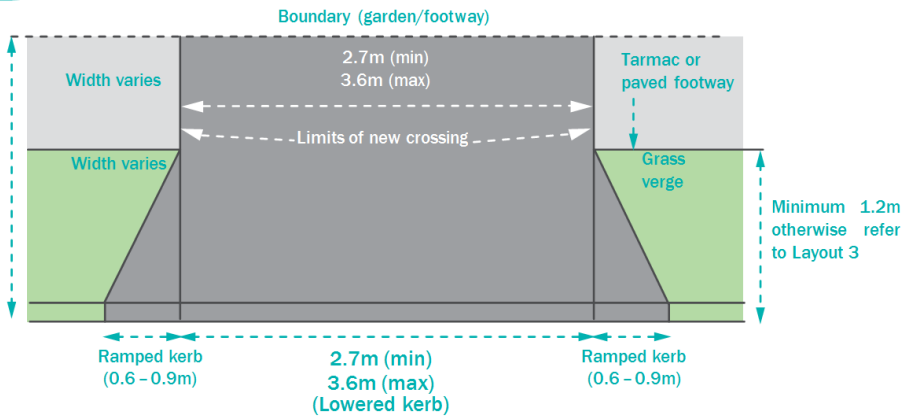 Boundary (garden/footway)
2.7m (min)
3.6m (max)
Width varies
Tarmac or
paved footway
Limits of new crossing
Width varies
Grass
verge
Minimum 1.2m
otherwise refer
to Layout 3
Ramped kerb
(0.6 – 0.9m)
2.7m (min)
3.6m (max)
(Lowered kerb)
Ramped kerb
(0.6 – 0.9m)